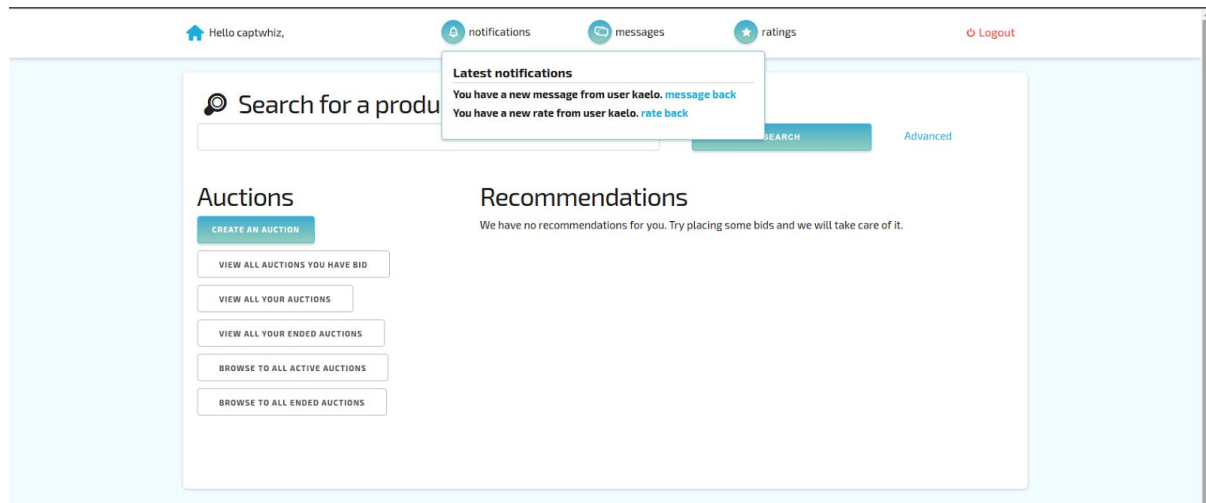 Hello captwhiz,
notifications
messages
ratings
Logout
Latest notifications
You have a new message from user kaelo. message back
You have a new rate from user kaelo. rate back
Search for a produ
SEARCH
Advanced
Auctions
CREATE AN AUCTION
VIEW ALL AUCTIONS YOU HAVE BID
VIEW ALL YOUR AUCTIONS
VIEW ALL YOUR ENDED AUCTIONS
BROWSE TO ALL ACTIVE AUCTIONS
BROWSE TO ALL ENDED AUCTIONS
Recommendations
We have no recommendations for you. Try placing some bids and we will take care of it.